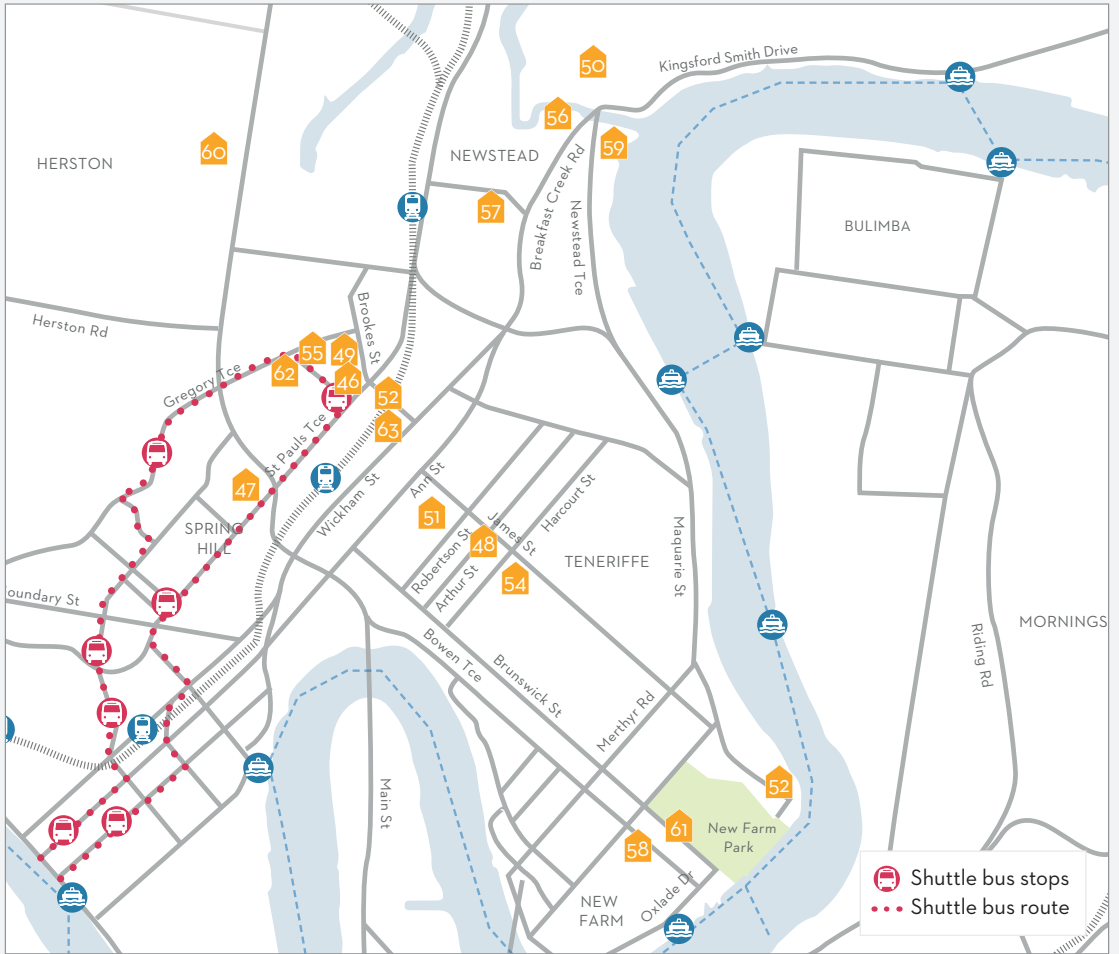 50
Kingsford Smith Drive
56
59
60
HERSTON
NEWSTEAD
57
Breakfast Creek Rd
Newstead Tce
BULIMBA
Herston Rd
Brookes St
55
49
62
46
52
Gregory Tce
63
St Pauls Tce
47
Wickham St
Ann St
51
SPRING
HILL
Robertson St
48
James St
Harcourt St
Arthur St
54
TENERIFFE
Maquarie St
oundary St
MORNINGS
Riding Rd
Bowen Tce
Brunswick St
Merthyr Rd
Main St
52
61
58
New Farm
Park
Oxlade Dr
NEW
FARM
Shuttle bus stops
Shuttle bus route